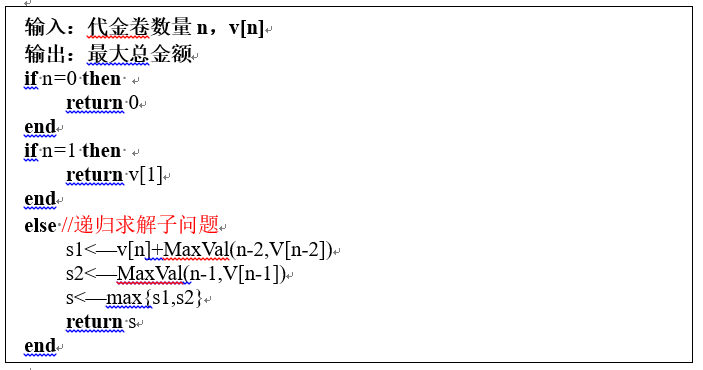 输入：代金卷数量 n，v[n]
输出：最大总金额
if n=0 then
return 0
end
if n=1 then
return v[1]
end
else //递归求解子问题
s1<—v[n]+MaxVal(n-2,V[n-2])
s2<—MaxVal(n-1,V[n-1])
s<—max{s1,s2}
return s
end